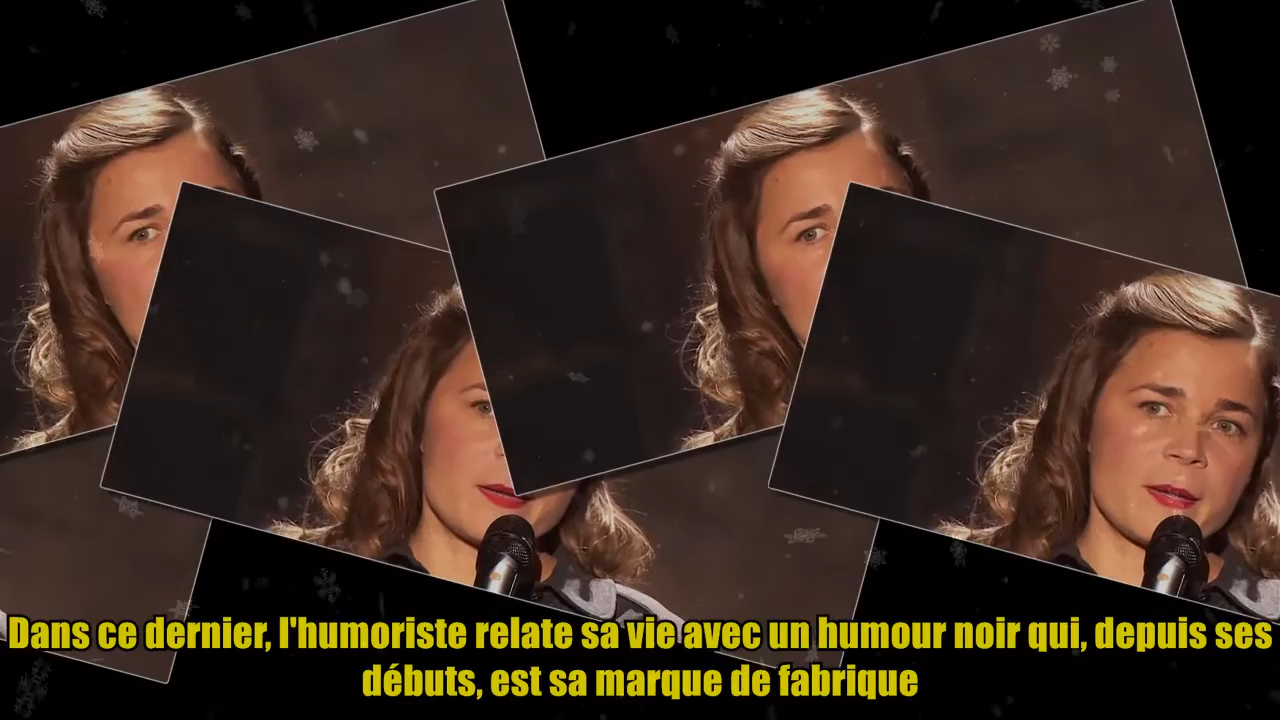 Dans ce dernier, l'humoriste relate sa vie avec un humour noir qui, depuis ses
débuts, est sa marque de fabrique